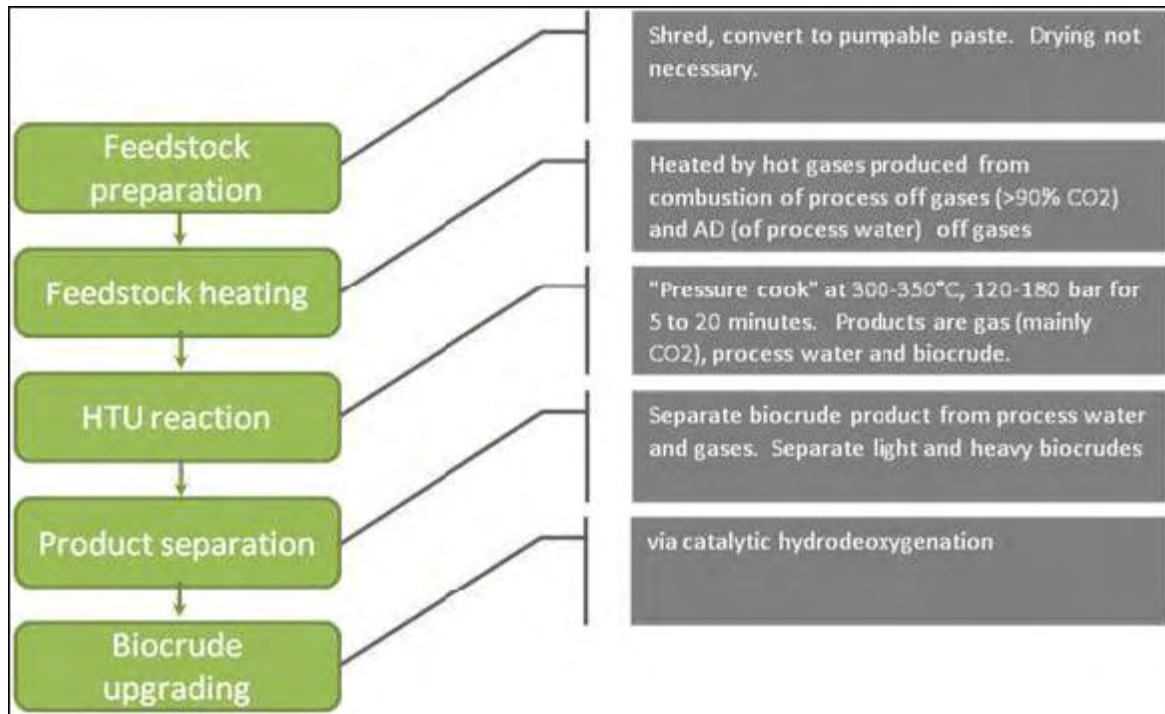 Shred, convert to pumpable paste. Drying not
necessary.
Feedstock
preparation
Heated by hot gases produced from
combustion of process off gases (>90% CO2)
and AD (of process water) off gases
Feedstock heating
"Pressure cook" at 300-350°C, 120-180 bar for
5 to 20 minutes. Products are gas (mainly
CO2), process water and biocrude.
HTU reaction
Separate biocrude product from process water
and gases. Separate light and heavy biocrudes
Product separation
via catalytic hydrodeoxygenation
Biocrude
upgrading